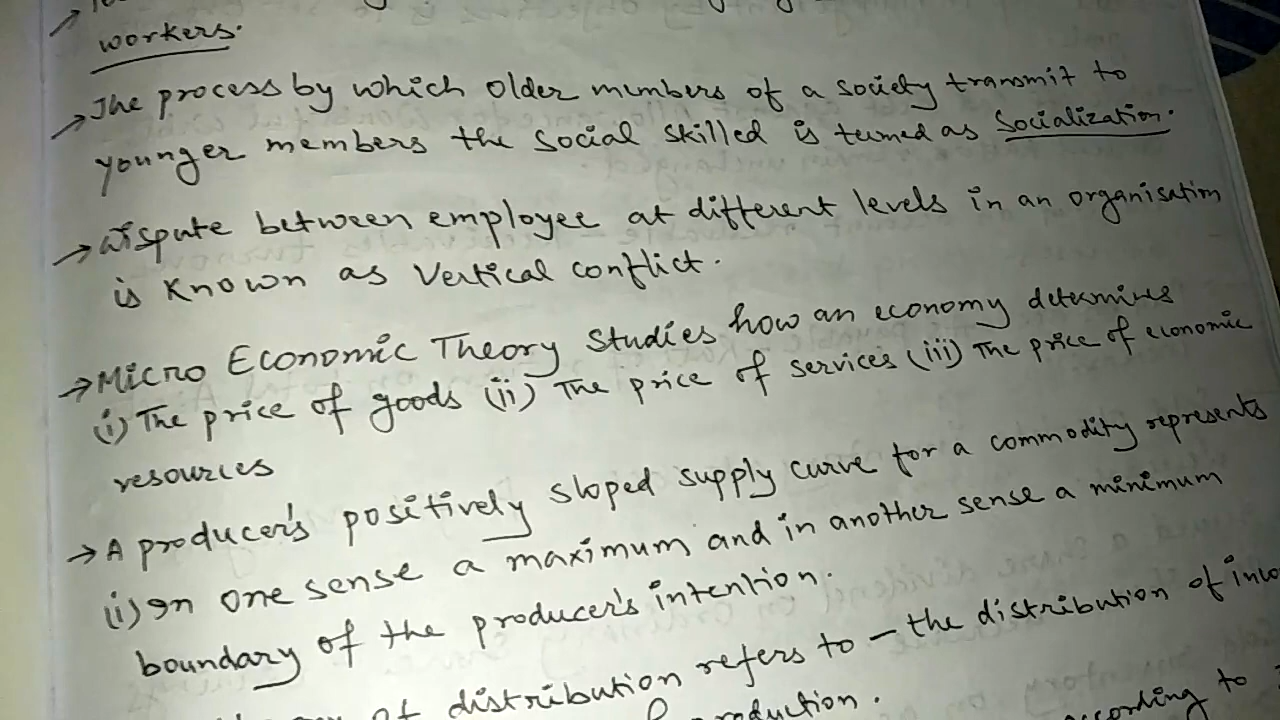 workers.
→ The process by which older members of a society transmit to
younger members the social skilled is termed as Socialization.
→ Dispute between employee at different levels in an organisation
is known as Vertical conflict.
→ Micro Economic Theory studies how an economy determines
(i) The price of goods (ii) The price of services (iii) The price of economic
resources
→ A producer's positively sloped supply curve for a commodity represents
(i) In one sense a maximum and in another sense a minimum
boundary of the producer's intention.
of distribution refers to - the distribution of
according to